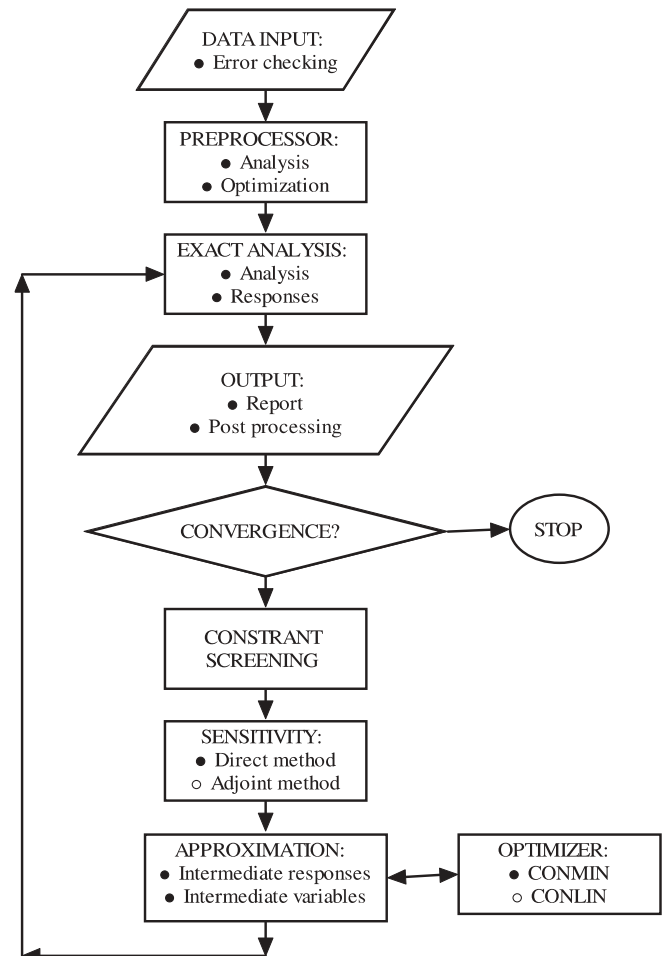 DATA INPUT:
● Error checking
PREPROCESSOR:
● Analysis
● Optimization
EXACT ANALYSIS:
● Analysis
● Responses
OUTPUT:
● Report
● Post processing
CONVERGENCE?
STOP
CONSTRANT
SCREENING
SENSITIVITY:
● Direct method
○ Adjoint method
APPROXIMATION:
● Intermediate responses
● Intermediate variables
OPTIMIZER:
● CONMIN
○ CONLIN